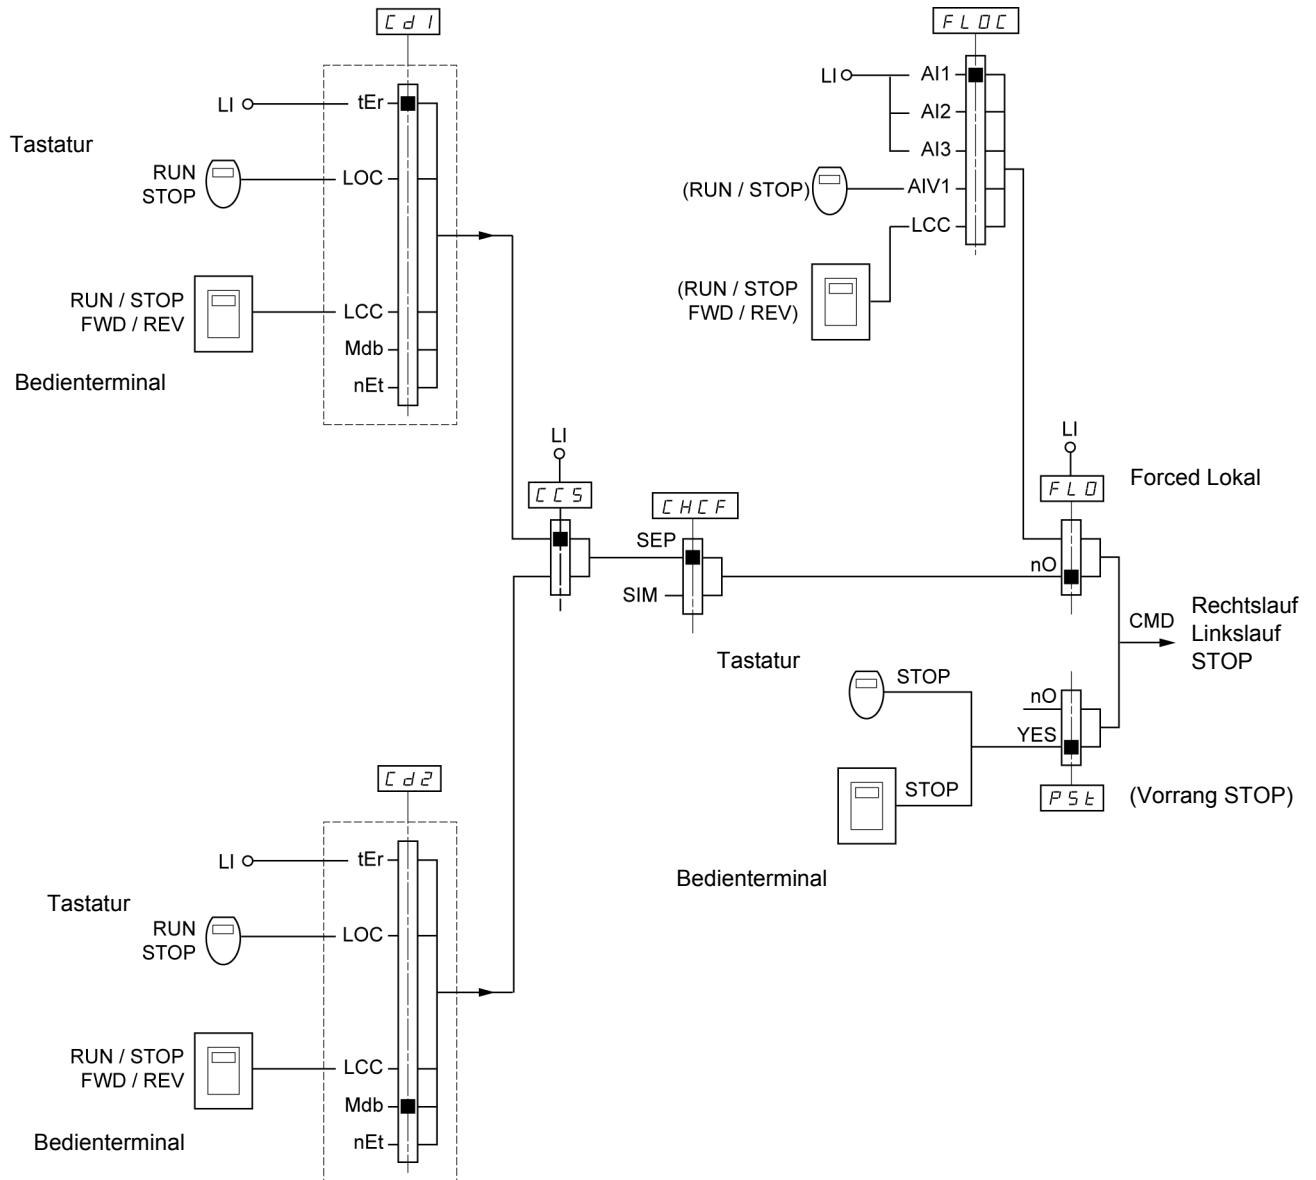 Cd1
LI
tEr
Tastatur
RUN
STOP
LOC
RUN / STOP
FWD / REV
LCC
Mdb
Bedienterminal
nEt
FLOC
LI
AI1
AI2
AI3
(RUN / STOP)
AIV1
LCC
(RUN / STOP
FWD / REV)
LI
CCS
CHCF
SEP
SIM
LI
FLO
Forced Lokal
nO
CMD
Rechtslauf
Linkslauf
STOP
Tastatur
STOP
nO
YES
STOP
PSt
(Vorrang STOP)
Bedienterminal
Cd2
LI
tEr
Tastatur
RUN
STOP
LOC
RUN / STOP
FWD / REV
LCC
Mdb
Bedienterminal
nEt